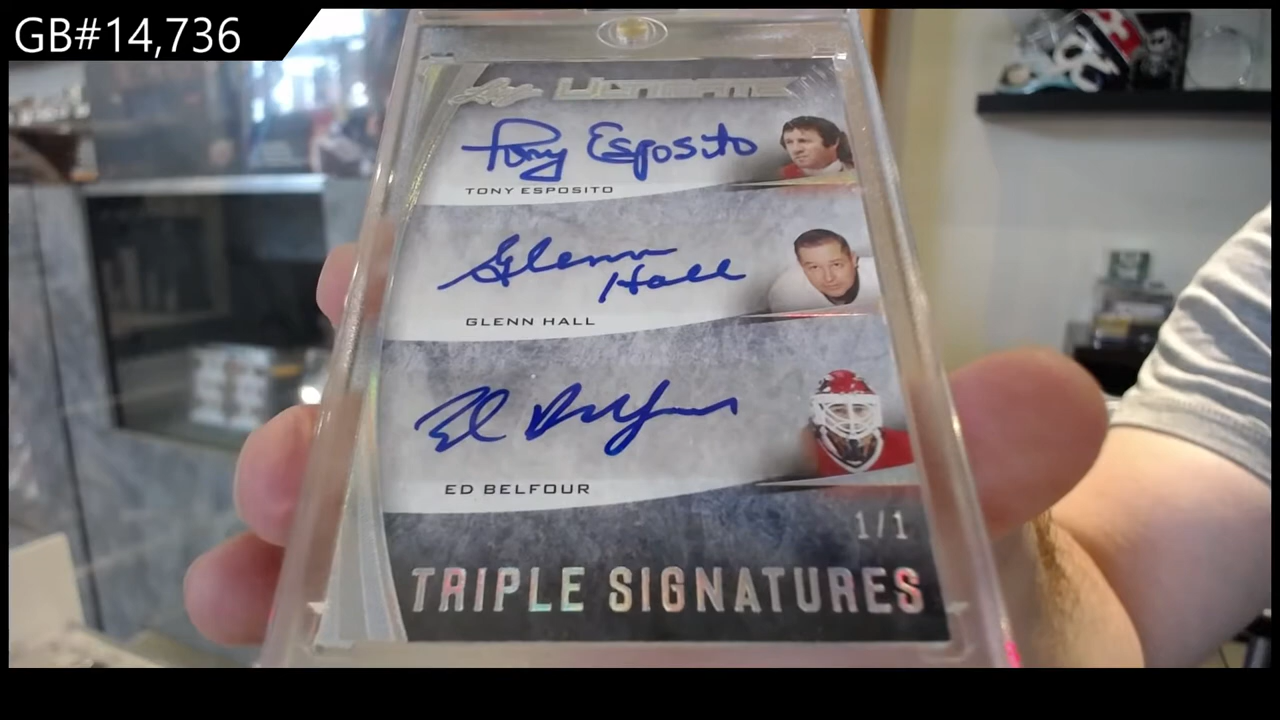 GB#14,736
Leaf ULTIMATE
Tony Esposito
TONY ESPOSITO
Glenn
Hall
GLENN HALL
Ed Belfour
ED BELFOUR
1/1
TRIPLE SIGNATURES